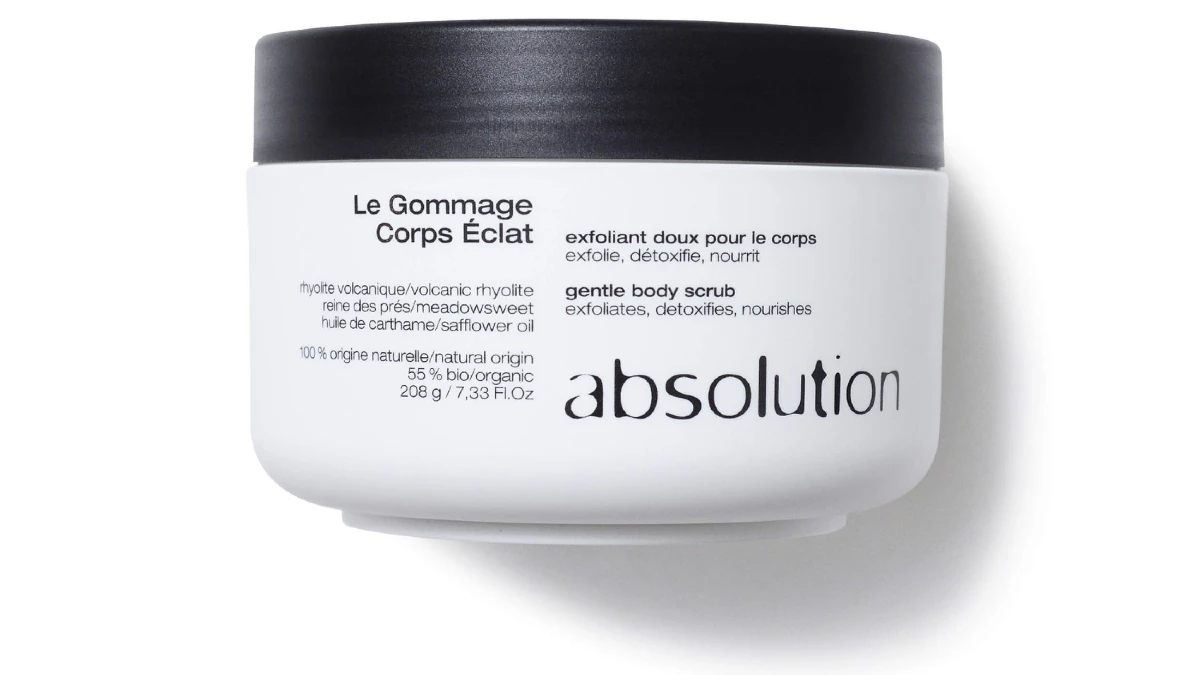 Le Gommage
Corps Éclat
rhyolite volcanique/volcanic rhyolite
reine des prés/meadowsweet
huile de carthame/safflower oil
100 % origine naturelle/natural origin
55 % bio/organic
208 g / 7,33 Fl.Oz
exfoliant doux pour le corps
exfolie, détoxifie, nourrit
gentle body scrub
exfoliates, detoxifies, nourishes
absolution